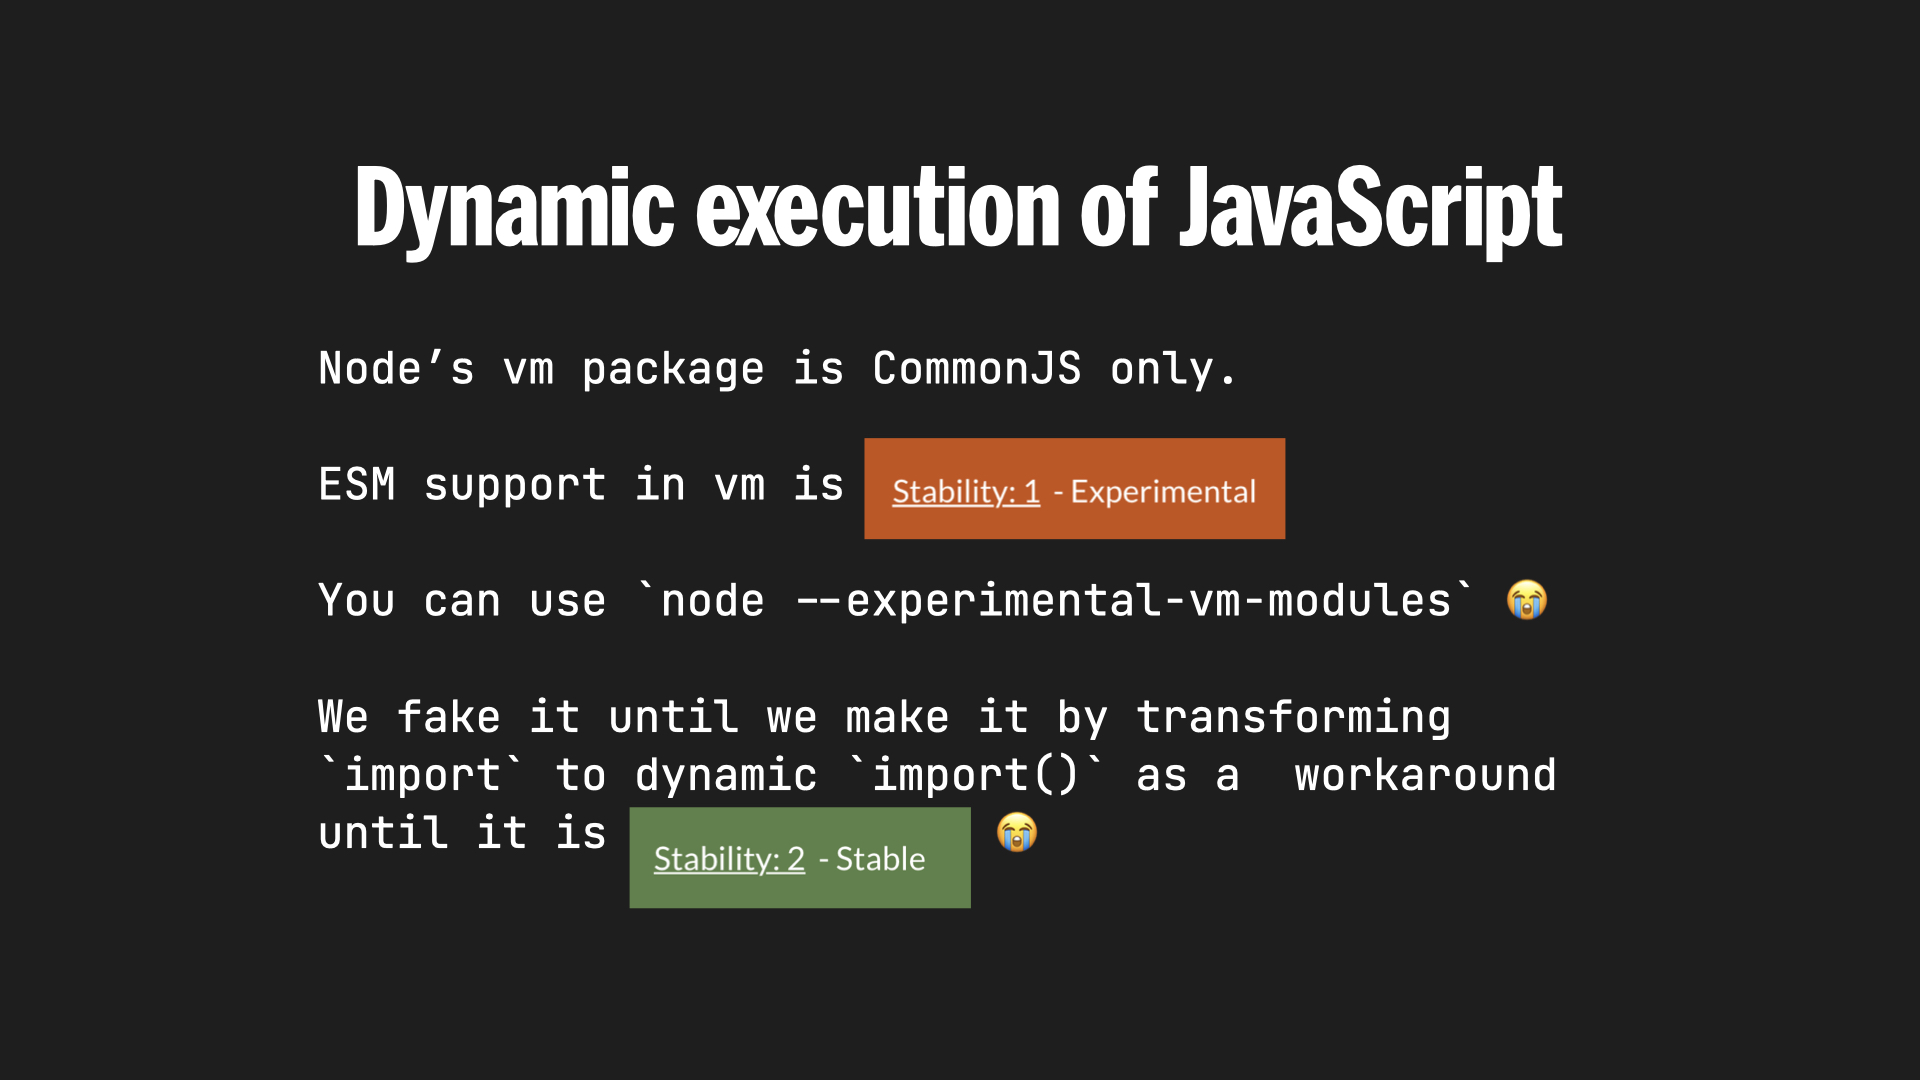 Dynamic execution of JavaScript
Node’s vm package is CommonJS only.
ESM support in vm is Stability: 1 - Experimental
You can use `node --experimental-vm-modules` 😭
We fake it until we make it by transforming
`import` to dynamic `import()` as a  workaround
until it is Stability: 2 - Stable 😭